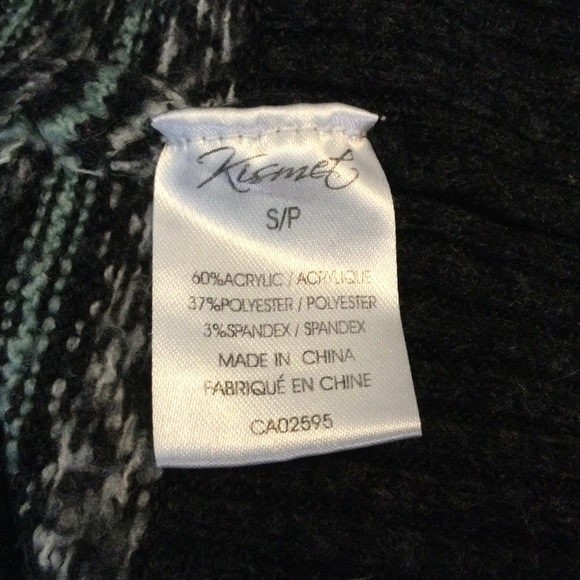 Kismet
S/P
60%ACRYLIC / ACRYLIQUE
37%POLYESTER / POLYESTER
3%SPANDEX / SPANDEX
MADE IN CHINA
FABRIQUÉ EN CHINE
CA02595